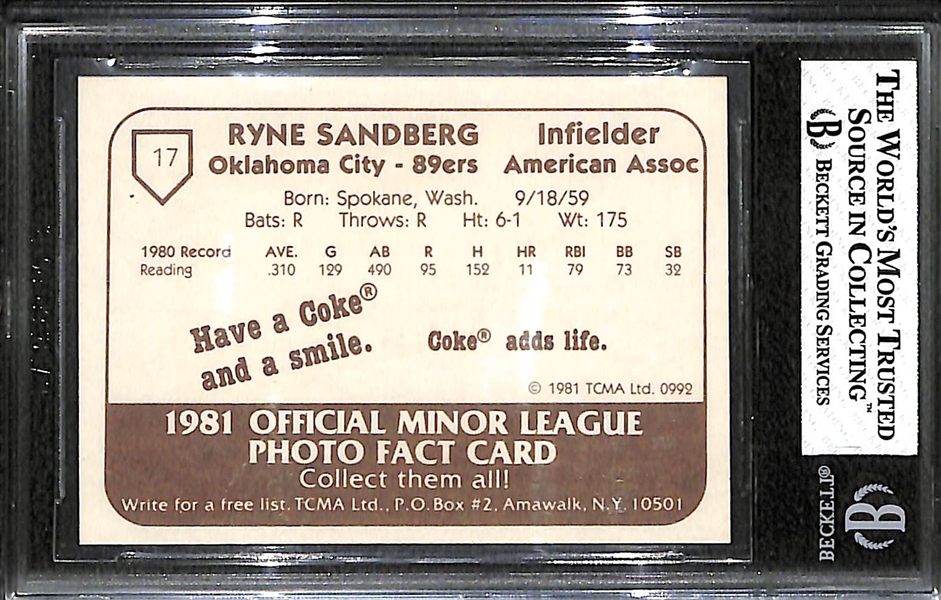 17
RYNE SANDBERG Infielder
Oklahoma City - 89ers American Assoc
Born: Spokane, Wash. 9/18/59
Bats: R Throws: R Ht: 6-1 Wt: 175
1980 Record AVE. G AB R H HR RBI BB SB
Reading .310 129 490 95 152 11 79 73 32
Have a Coke®
and a smile.
Coke® adds life.
© 1981 TCMA Ltd. 0992
1981 OFFICIAL MINOR LEAGUE
PHOTO FACT CARD
Collect them all!
Write for a free list. TCMA Ltd., P.O. Box #2, Amawalk, N.Y. 10501
THE WORLD'S MOST TRUSTED
SOURCE IN COLLECTING™
B BECKETT GRADING SERVICES
BECKETT®
B